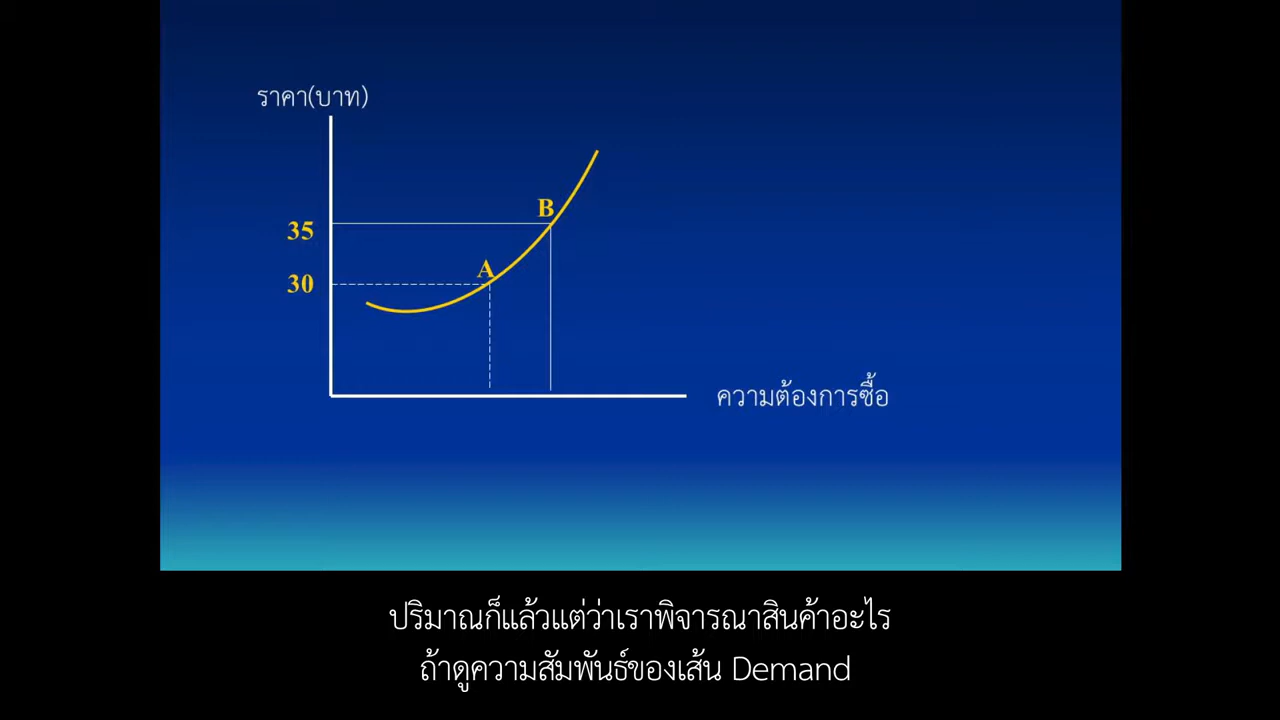 ราคา(บาท)
B
35
A
30
ความต้องการซื้อ
ปริมาณก็แล้วแต่ว่าเราพิจารณาสินค้าอะไร
ถ้าดูความสัมพันธ์ของเส้น Demand